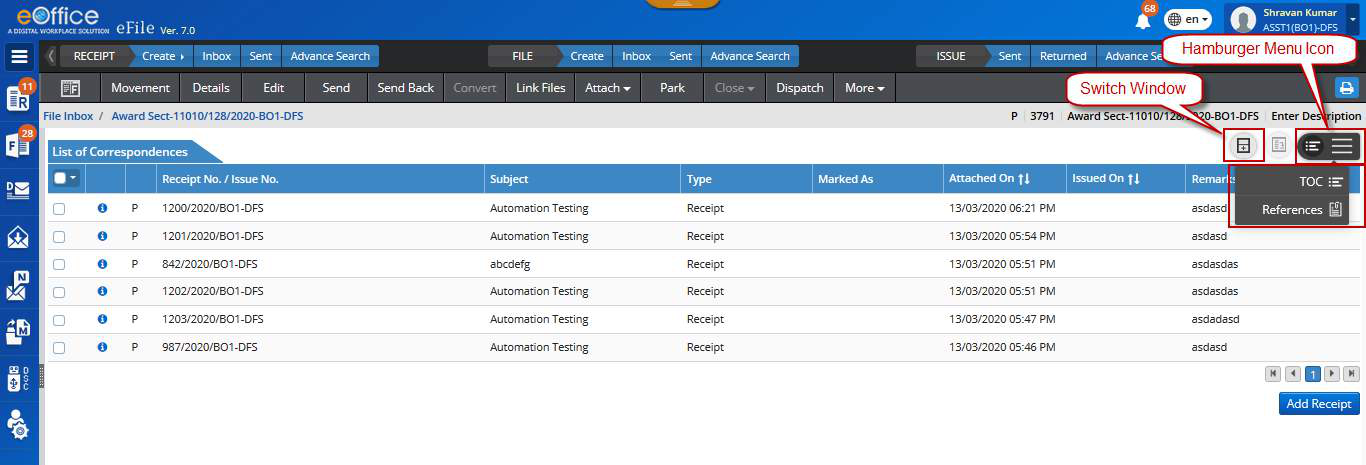 eOffice
A DIGITAL WORKPLACE SOLUTION
eFile Ver. 7.0
68
en
Shravan Kumar
ASST1(BO1)-DFS
RECEIPT Create Inbox Sent Advance Search
FILE Create Inbox Sent Advance Search
ISSUE Sent Returned Advance Se
Hamburger Menu Icon
Switch Window
11
R
28
F
D
N
M
DSC
Movement Details Edit Send Send Back Convert Link Files Attach Park Close Dispatch More
File Inbox / Award Sect-11010/128/2020-BO1-DFS
P | 3791 | Award Sect-11010/128/2020-BO1-DFS | Enter Description
List of Correspondences
TOC
References
Receipt No. / Issue No. Subject Type Marked As Attached On Issued On Remarks
P 1200/2020/BO1-DFS Automation Testing Receipt 13/03/2020 06:21 PM asdasd
P 1201/2020/BO1-DFS Automation Testing Receipt 13/03/2020 05:54 PM asdasd
P 842/2020/BO1-DFS abcdefg Receipt 13/03/2020 05:51 PM asdasdas
P 1202/2020/BO1-DFS Automation Testing Receipt 13/03/2020 05:51 PM asdasdas
P 1203/2020/BO1-DFS Automation Testing Receipt 13/03/2020 05:47 PM asdadasd
P 987/2020/BO1-DFS Automation Testing Receipt 13/03/2020 05:46 PM asdasd
1
Add Receipt